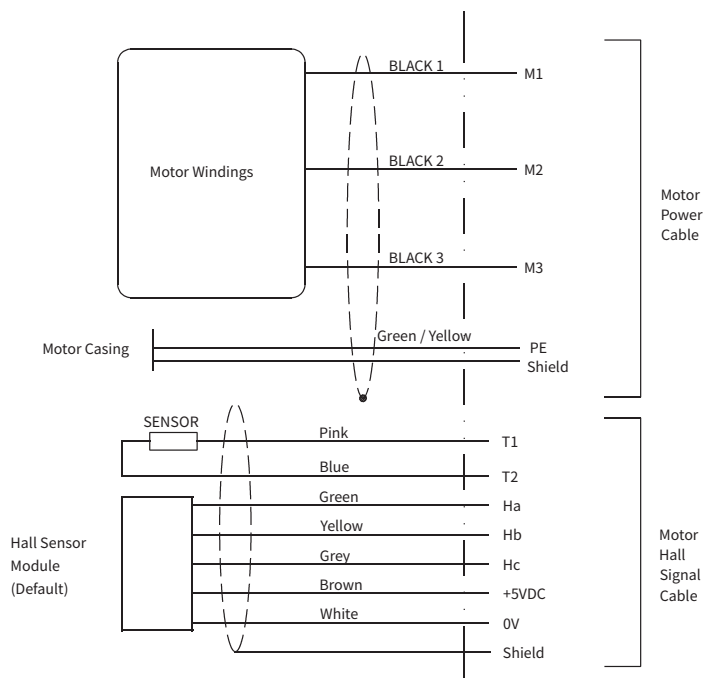 BLACK 1
M1
Motor Windings
BLACK 2
M2
Motor
Power
Cable
BLACK 3
M3
Green / Yellow
Motor Casing
PE
Shield
SENSOR
Pink
T1
Blue
T2
Green
Ha
Yellow
Hb
Hall Sensor
Module
(Default)
Grey
Hc
Motor
Hall
Signal
Cable
Brown
+5VDC
White
0V
Shield